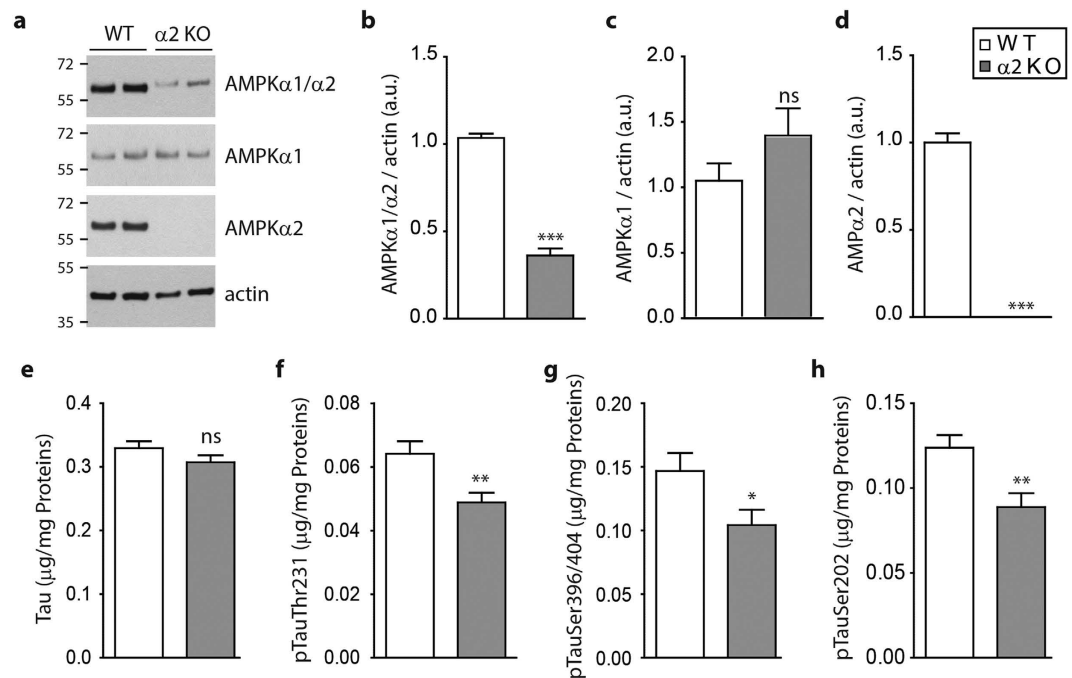 a
WT α2 KO
72
55
AMPKα1/α2
72
55
AMPKα1
72
55
AMPKα2
55
35
actin
b
AMPKα1/α2 / actin (a.u.)
1.5
1.0
0.5
0.0
***
c
AMPKα1 / actin (a.u.)
2.0
1.5
1.0
0.5
0.0
ns
d
AMPα2 / actin (a.u.)
1.5
1.0
0.5
0.0
***
WT
α2KO
e
Tau (μg/mg Proteins)
0.4
0.3
0.2
0.1
0.0
ns
f
pTauThr231 (μg/mg Proteins)
0.08
0.06
0.04
0.02
0.00
**
g
pTauSer396/404 (μg/mg Proteins)
0.20
0.15
0.10
0.05
0.00
*
h
pTauSer202 (μg/mg Proteins)
0.15
0.10
0.05
0.00
**